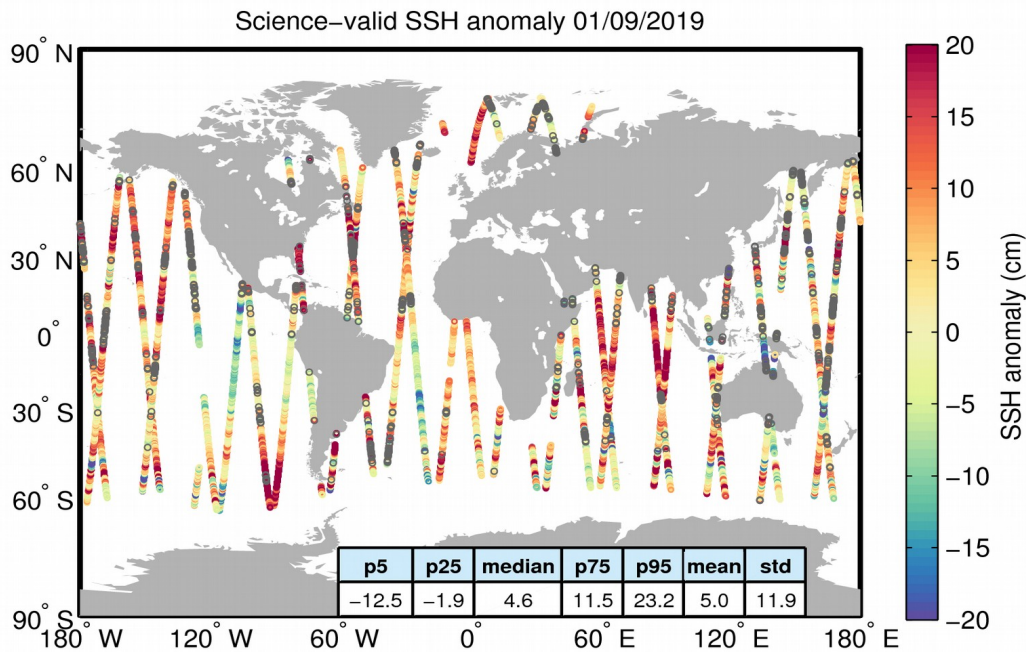 Science−valid SSH anomaly 01/09/2019
90° N
60° N
30° N
0°
30° S
60° S
90° S
180° W
120° W
60° W
0°
60° E
120° E
180° E
p5 p25 median p75 p95 mean std
−12.5 −1.9 4.6 11.5 23.2 5.0 11.9
20
15
10
5
0
−5
−10
−15
−20
SSH anomaly (cm)